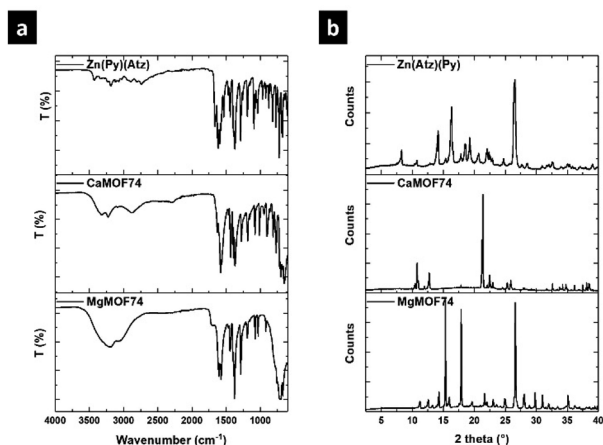 a
b
Zn(Py)(Atz)
T (%)
CaMOF74
T (%)
MgMOF74
T (%)
4000 3500 3000 2500 2000 1500 1000
Wavenumber (cm-1)
Zn(Atz)(Py)
Counts
CaMOF74
Counts
MgMOF74
Counts
5 10 15 20 25 30 35 40
2 theta (°)